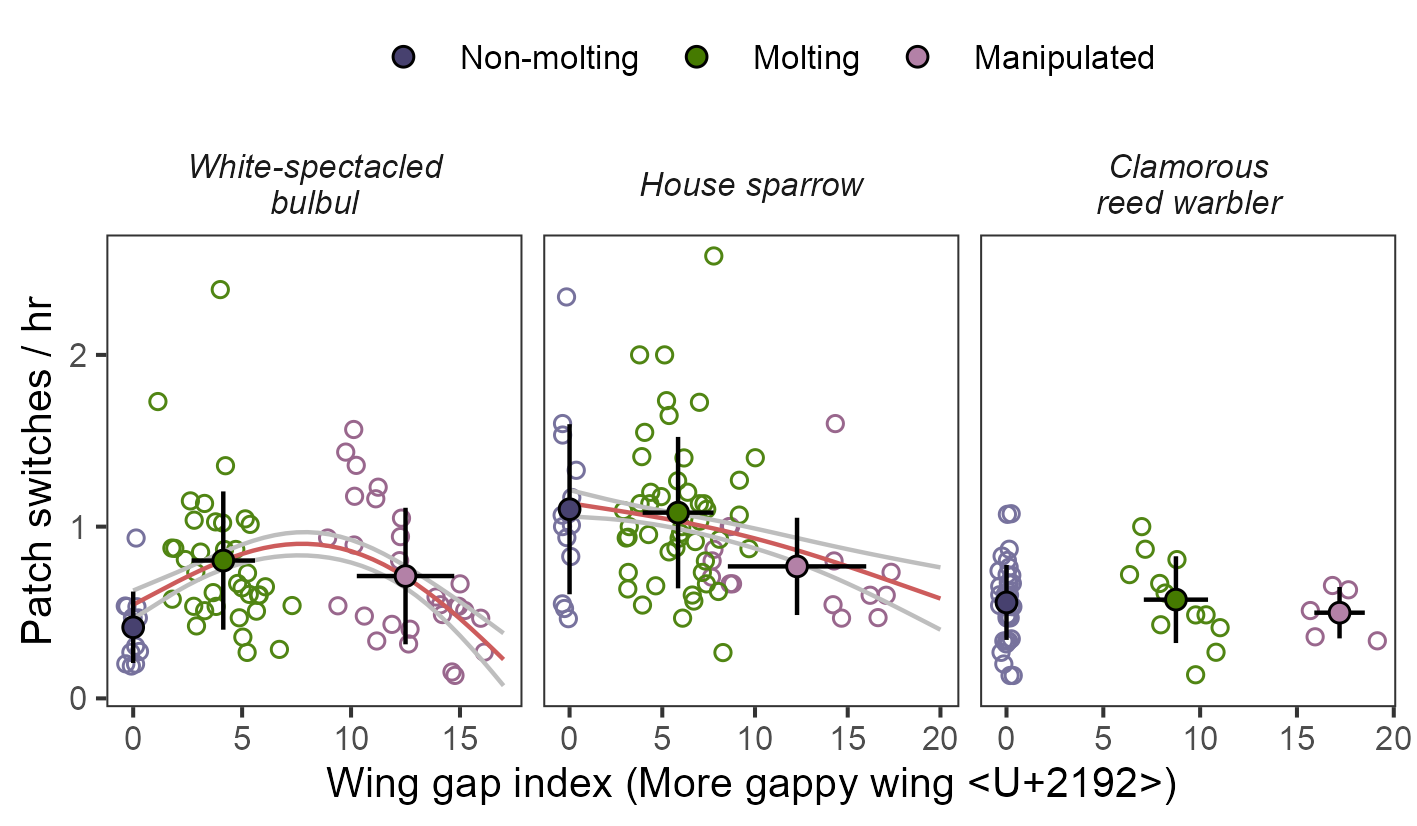 Non-molting Molting Manipulated
White-spectacled
bulbul
House sparrow
Clamorous
reed warbler
Patch switches / hr
2
1
0
0 5 10 15
0 5 10 15 20
0 5 10 15 20
Wing gap index (More gappy wing <U+2192>)